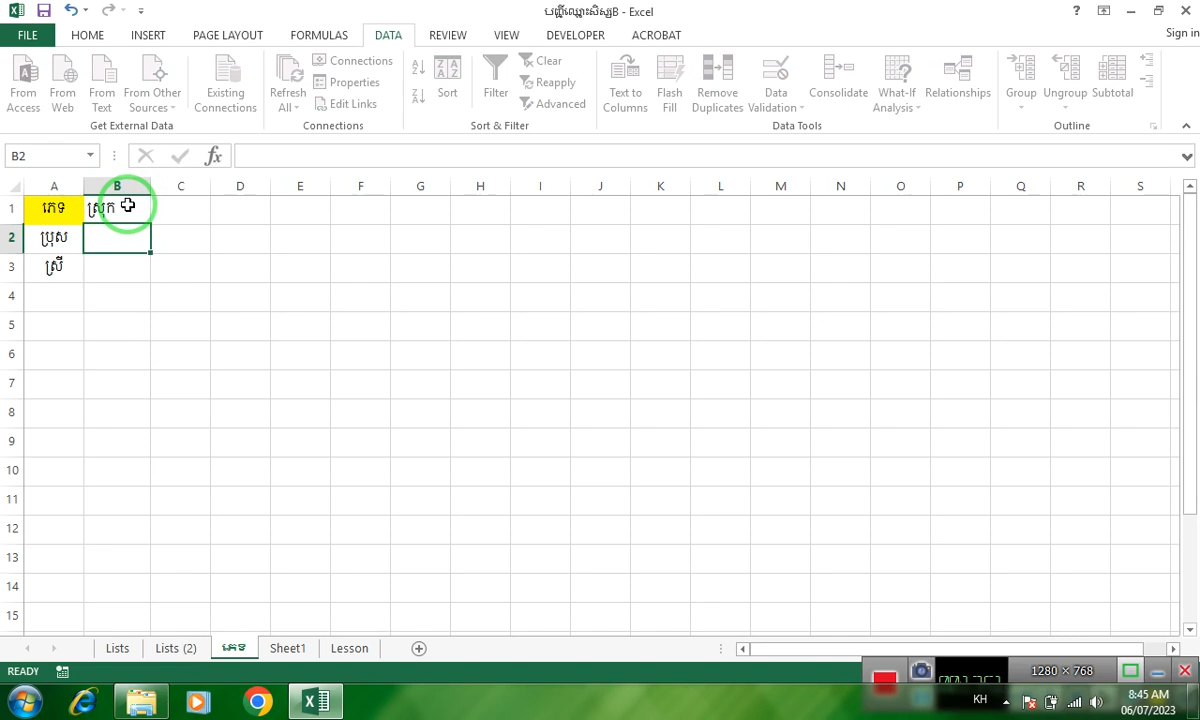 បញ្ជីឈ្មោះសិស្សB - Excel
Sign in
FILE HOME INSERT PAGE LAYOUT FORMULAS DATA REVIEW VIEW DEVELOPER ACROBAT
From Access
From Web
From Text
From Other Sources
Existing Connections
Get External Data
Refresh All
Connections
Properties
Edit Links
Connections
Sort
Filter
Clear
Reapply
Advanced
Sort & Filter
Text to Columns
Flash Fill
Remove Duplicates
Data Validation
Consolidate
What-If Analysis
Relationships
Data Tools
Group
Ungroup
Subtotal
Outline
B2
fx
A B C D E F G H I J K L M N O P Q R S
1 ភេទ ស្រុក
2 ប្រុស
3 ស្រី
4
5
6
7
8
9
10
11
12
13
14
15
Lists Lists (2) ភេទ Sheet1 Lesson
READY
1280 × 768
KH
8:45 AM
06/07/2023